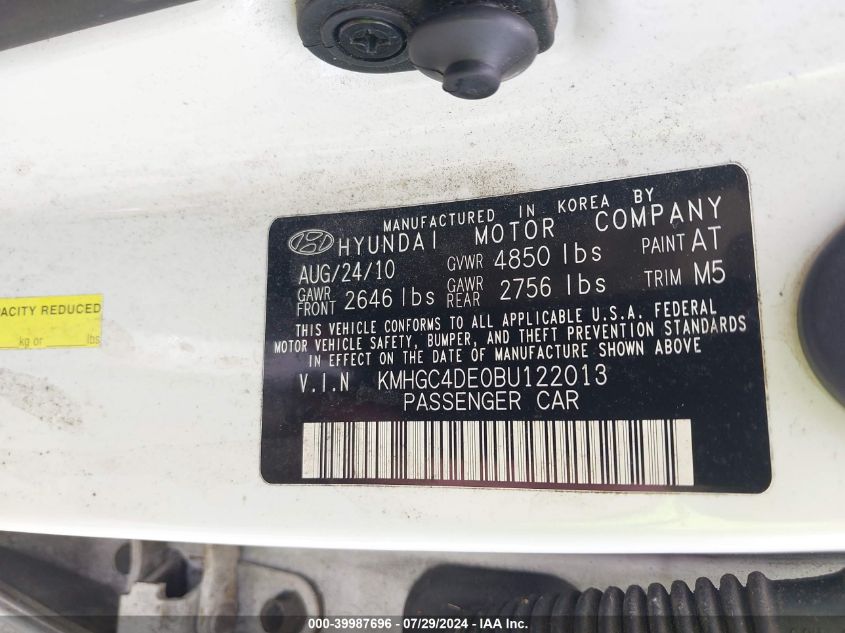 MANUFACTURED IN KOREA BY
HYUNDAI MOTOR COMPANY
AUG/24/10 GVWR 4850 lbs PAINT AT
GAWR FRONT 2646 lbs GAWR REAR 2756 lbs TRIM M5
THIS VEHICLE CONFORMS TO ALL APPLICABLE U.S.A. FEDERAL
MOTOR VEHICLE SAFETY, BUMPER, AND THEFT PREVENTION STANDARDS
IN EFFECT ON THE DATE OF MANUFACTURE SHOWN ABOVE
V.I.N KMHGC4DE0BU122013
PASSENGER CAR
ACITY REDUCED
kg or lbs
000-39987696 - 07/29/2024 - IAA Inc.